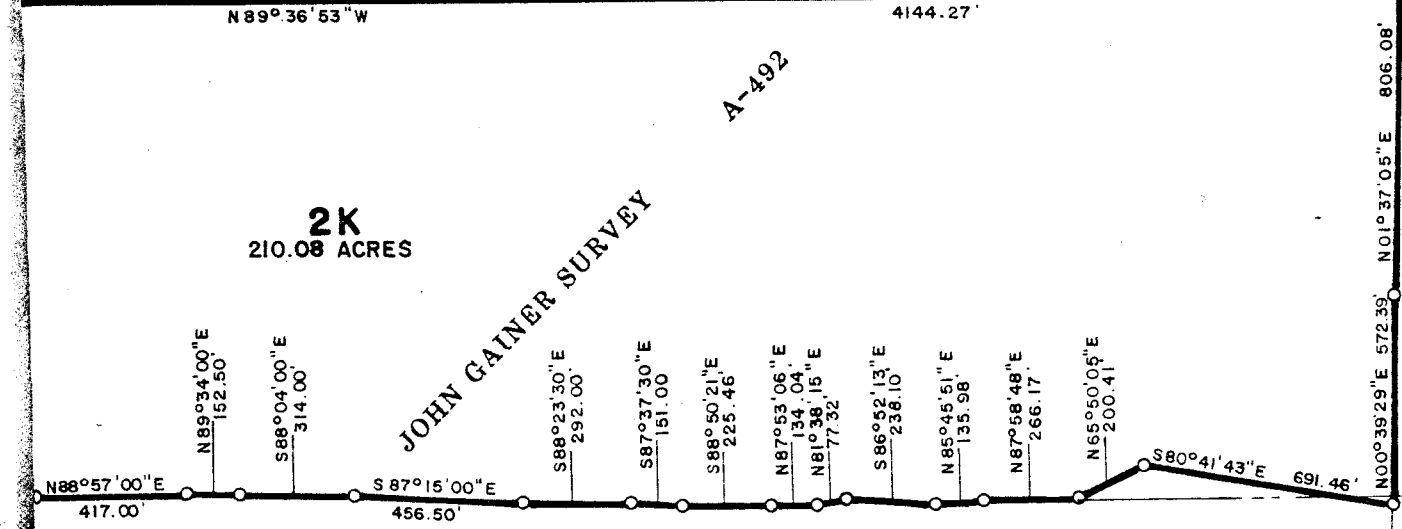 N89°36'53"W
4144.27'
A-492
806.08'
N01°37'05"E
2K
210.08 ACRES
JOHN GAINER SURVEY
N89°34'00"E
152.50'
S88°04'00"E
314.00'
S88°23'30"E
292.00'
S87°37'30"E
151.00
S88°50'21"E
225.46'
N87°53'06"E
134.04'
N81°38'15"E
77.32'
S86°52'13"E
238.10'
N85°45'51"E
135.98'
N87°58'48"E
266.17'
N65°50'05"E
200.41'
N00°39'29"E 572.39'
N88°57'00"E
417.00'
S87°15'00"E
456.50'
S80°41'43"E 691.46'